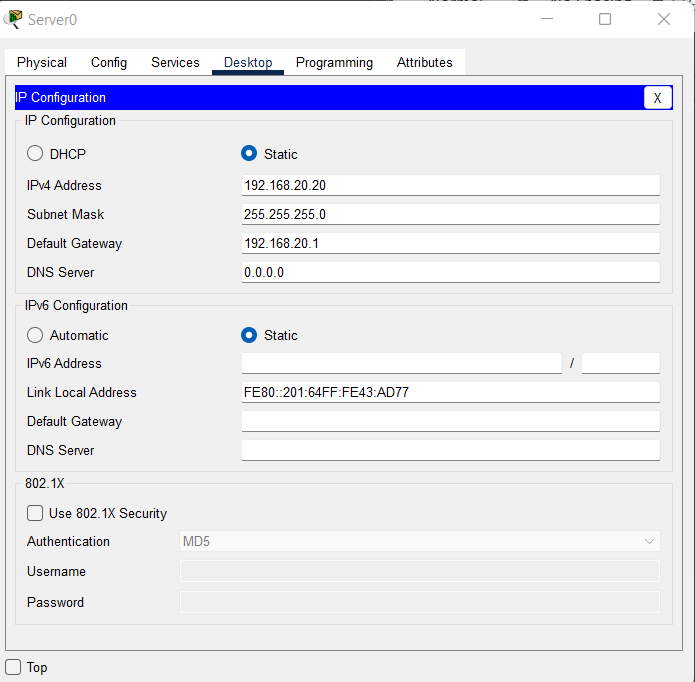 Server0
Physical Config Services Desktop Programming Attributes
IP Configuration
X
IP Configuration
DHCP Static
IPv4 Address 192.168.20.20
Subnet Mask 255.255.255.0
Default Gateway 192.168.20.1
DNS Server 0.0.0.0
IPv6 Configuration
Automatic Static
IPv6 Address /
Link Local Address FE80::201:64FF:FE43:AD77
Default Gateway
DNS Server
802.1X
Use 802.1X Security
Authentication MD5
Username
Password
Top